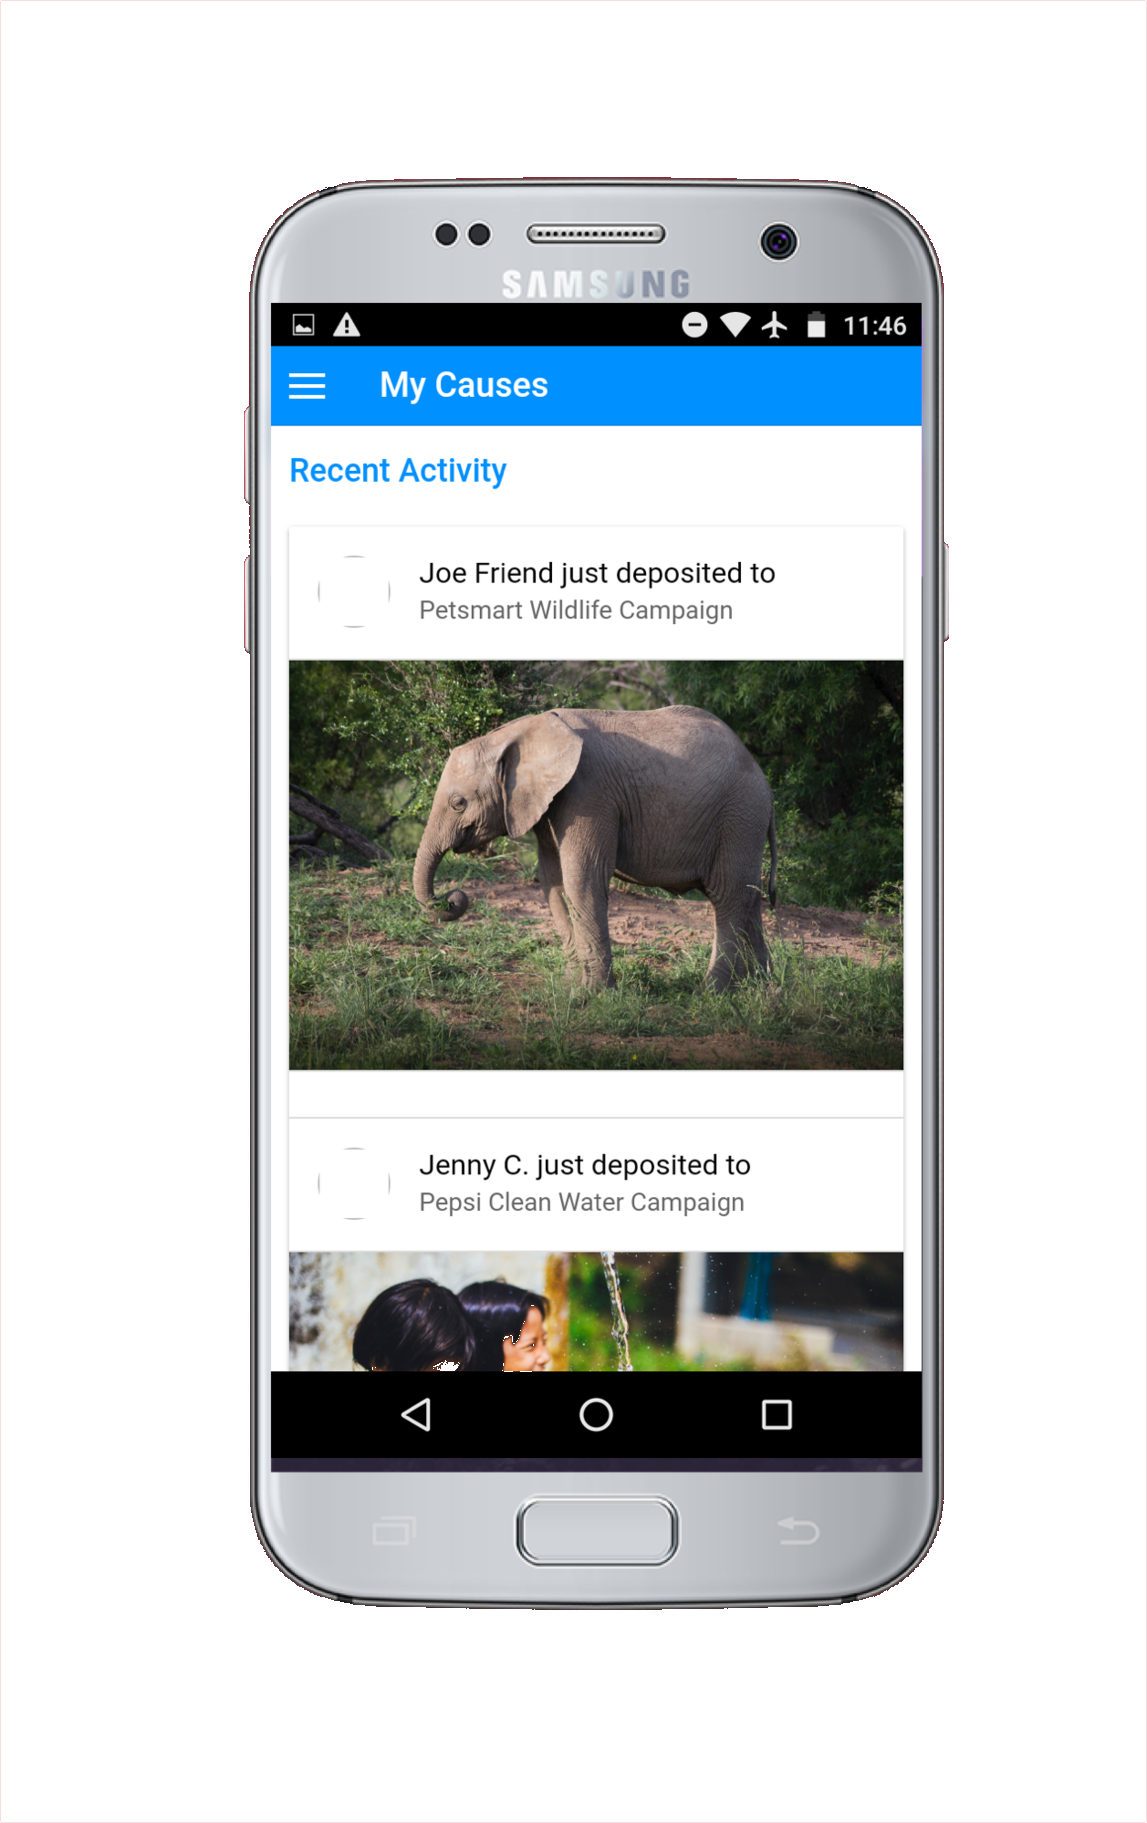 SAMSUNG
11:46
My Causes
Recent Activity
Joe Friend just deposited to
Petsmart Wildlife Campaign
Jenny C. just deposited to
Pepsi Clean Water Campaign